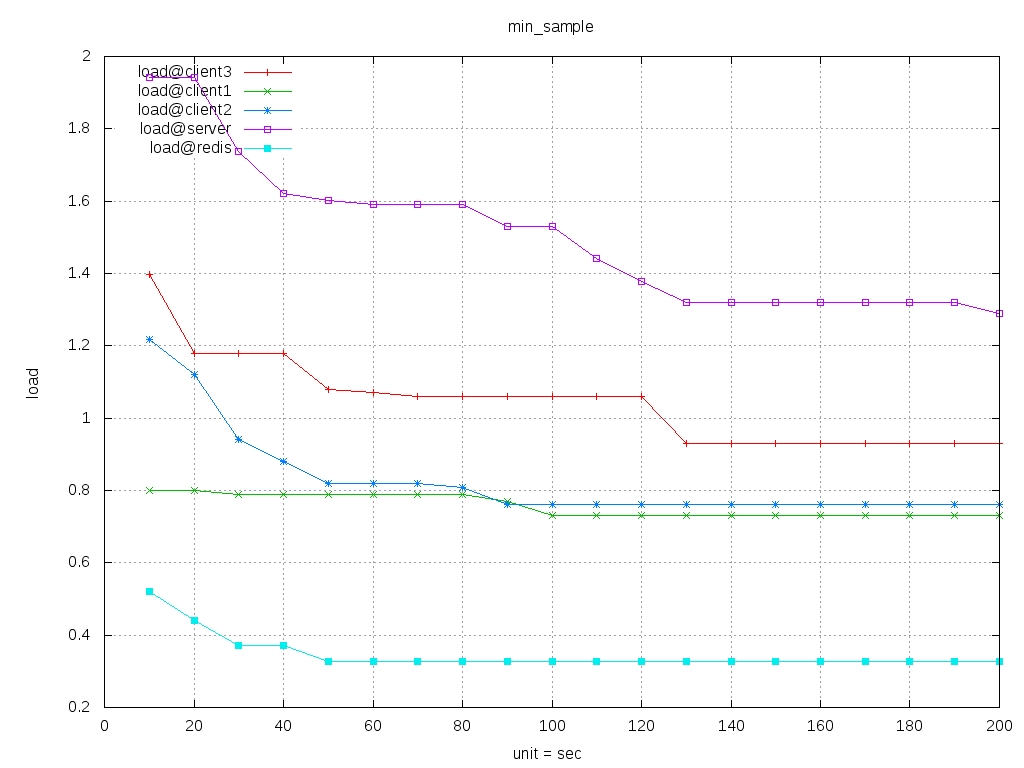 min_sample
load@client3
load@client1
load@client2
load@server
load@redis
2
1.8
1.6
1.4
1.2
1
0.8
0.6
0.4
0.2
load
0 20 40 60 80 100 120 140 160 180 200
unit = sec